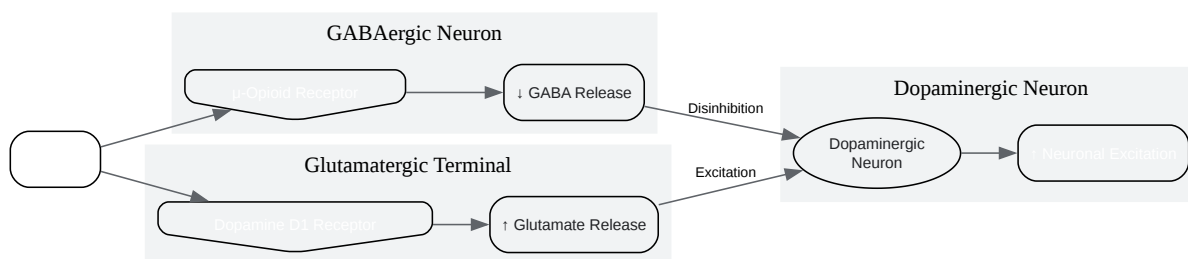 GABAergic Neuron
μ-Opioid Receptor
↓ GABA Release
Disinhibition
Glutamatergic Terminal
Dopamine D1 Receptor
↑ Glutamate Release
Excitation
Dopaminergic Neuron
Dopaminergic
Neuron
↑ Neuronal Excitation